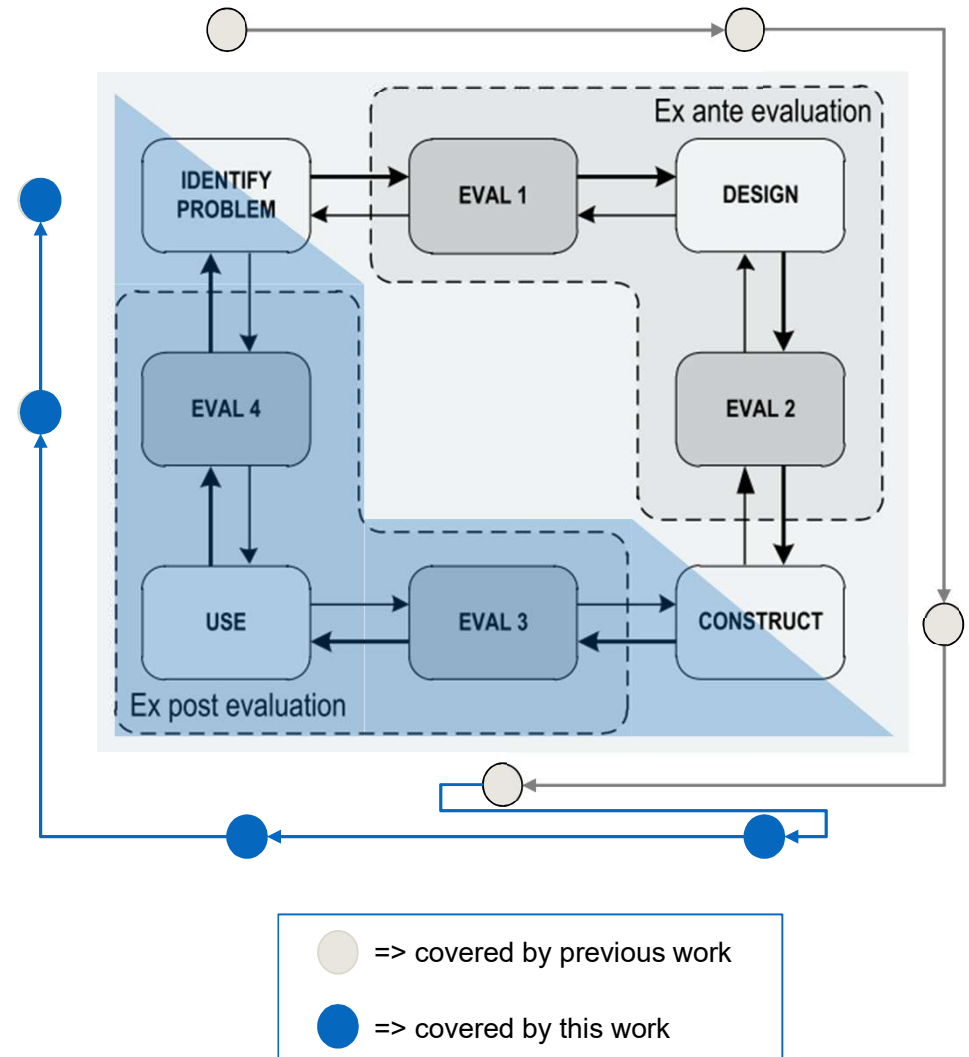 Ex ante evaluation
IDENTIFY
PROBLEM
EVAL 1
DESIGN
EVAL 4
EVAL 2
USE
EVAL 3
CONSTRUCT
Ex post evaluation
=> covered by previous work
=> covered by this work